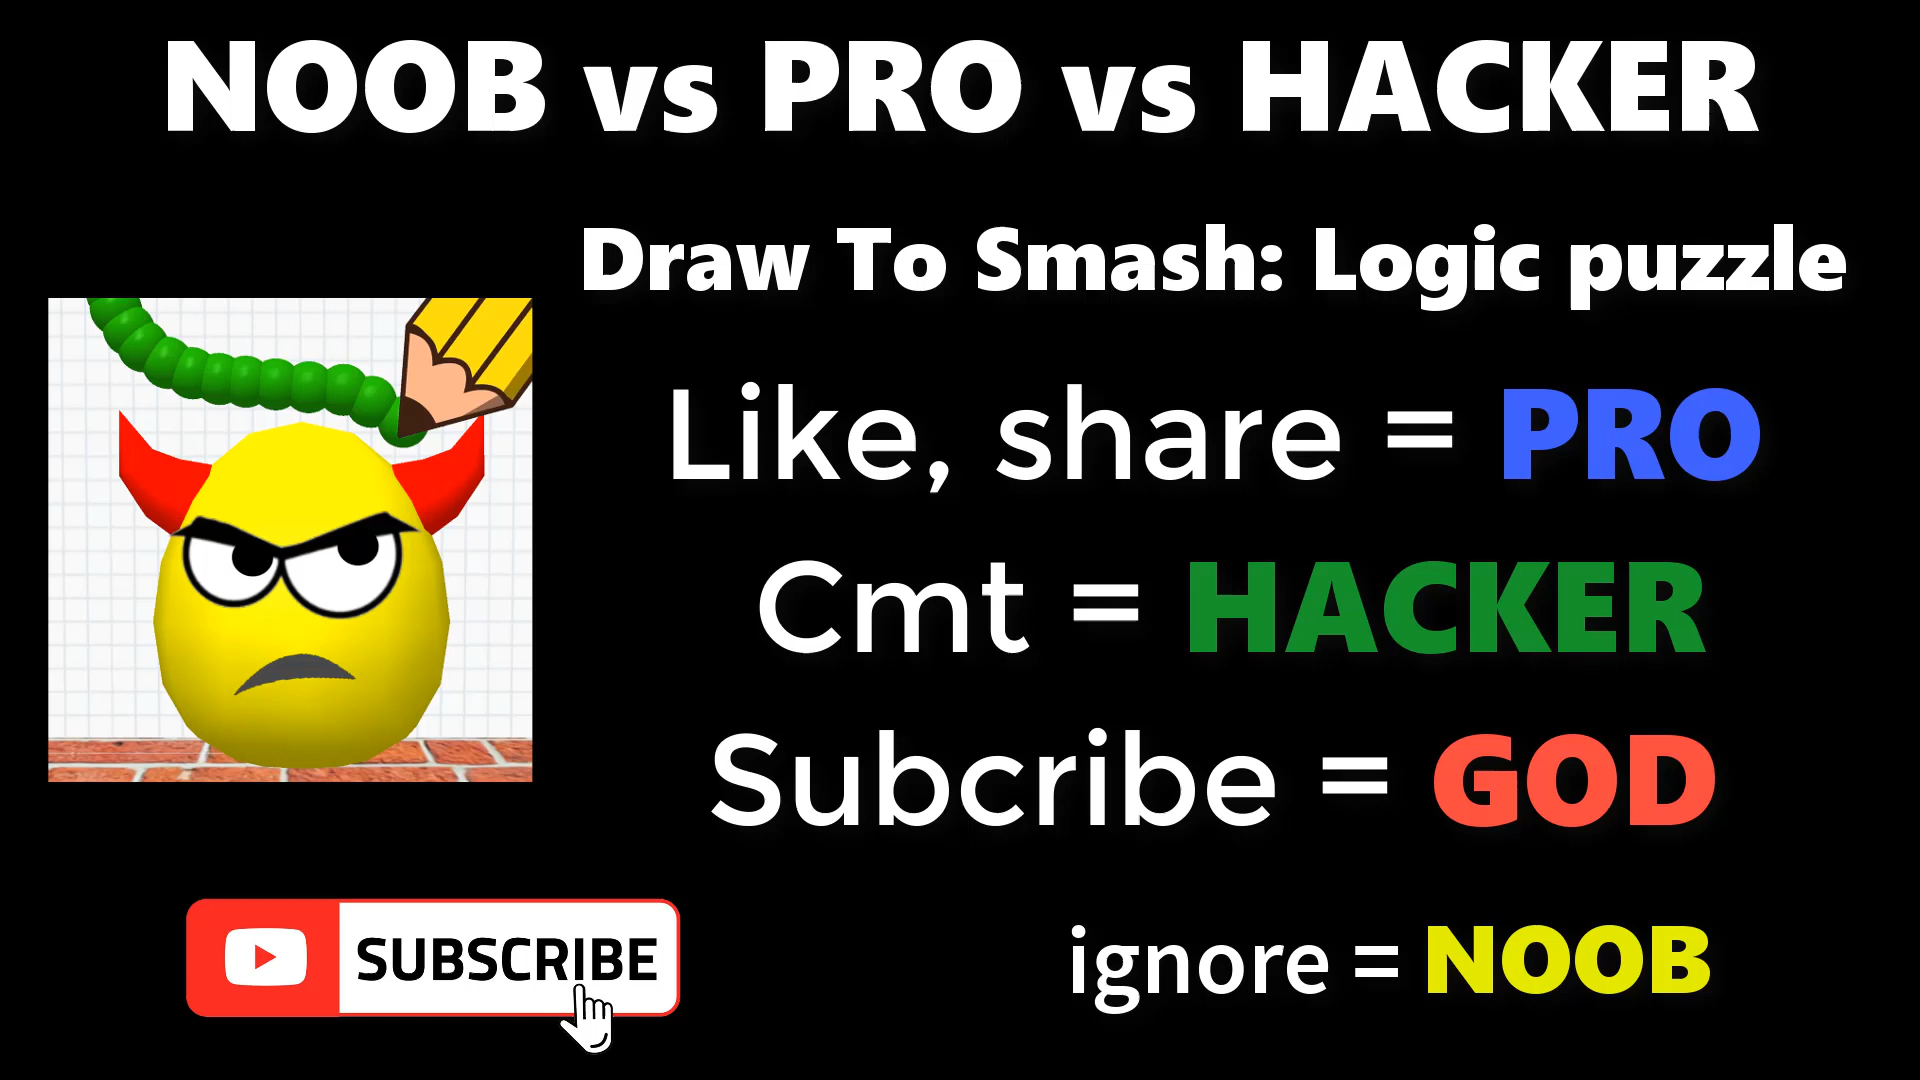 NOOB vs PRO vs HACKER
Draw To Smash: Logic puzzle
Like, share = PRO
Cmt = HACKER
Subcribe = GOD
SUBSCRIBE
ignore = NOOB